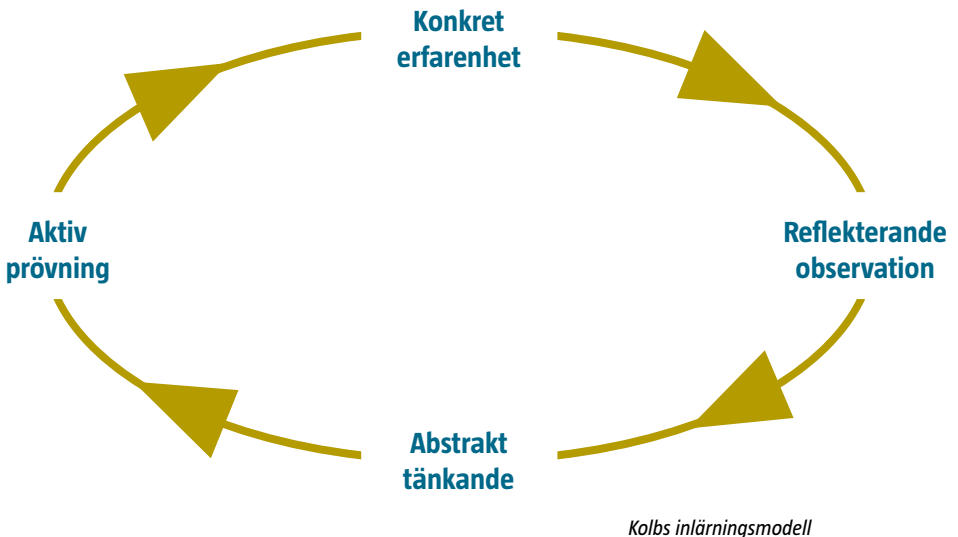 Konkret
erfarenhet
Reflekterande
observation
Abstrakt
tänkande
Aktiv
prövning
Kolbs inlärningsmodell